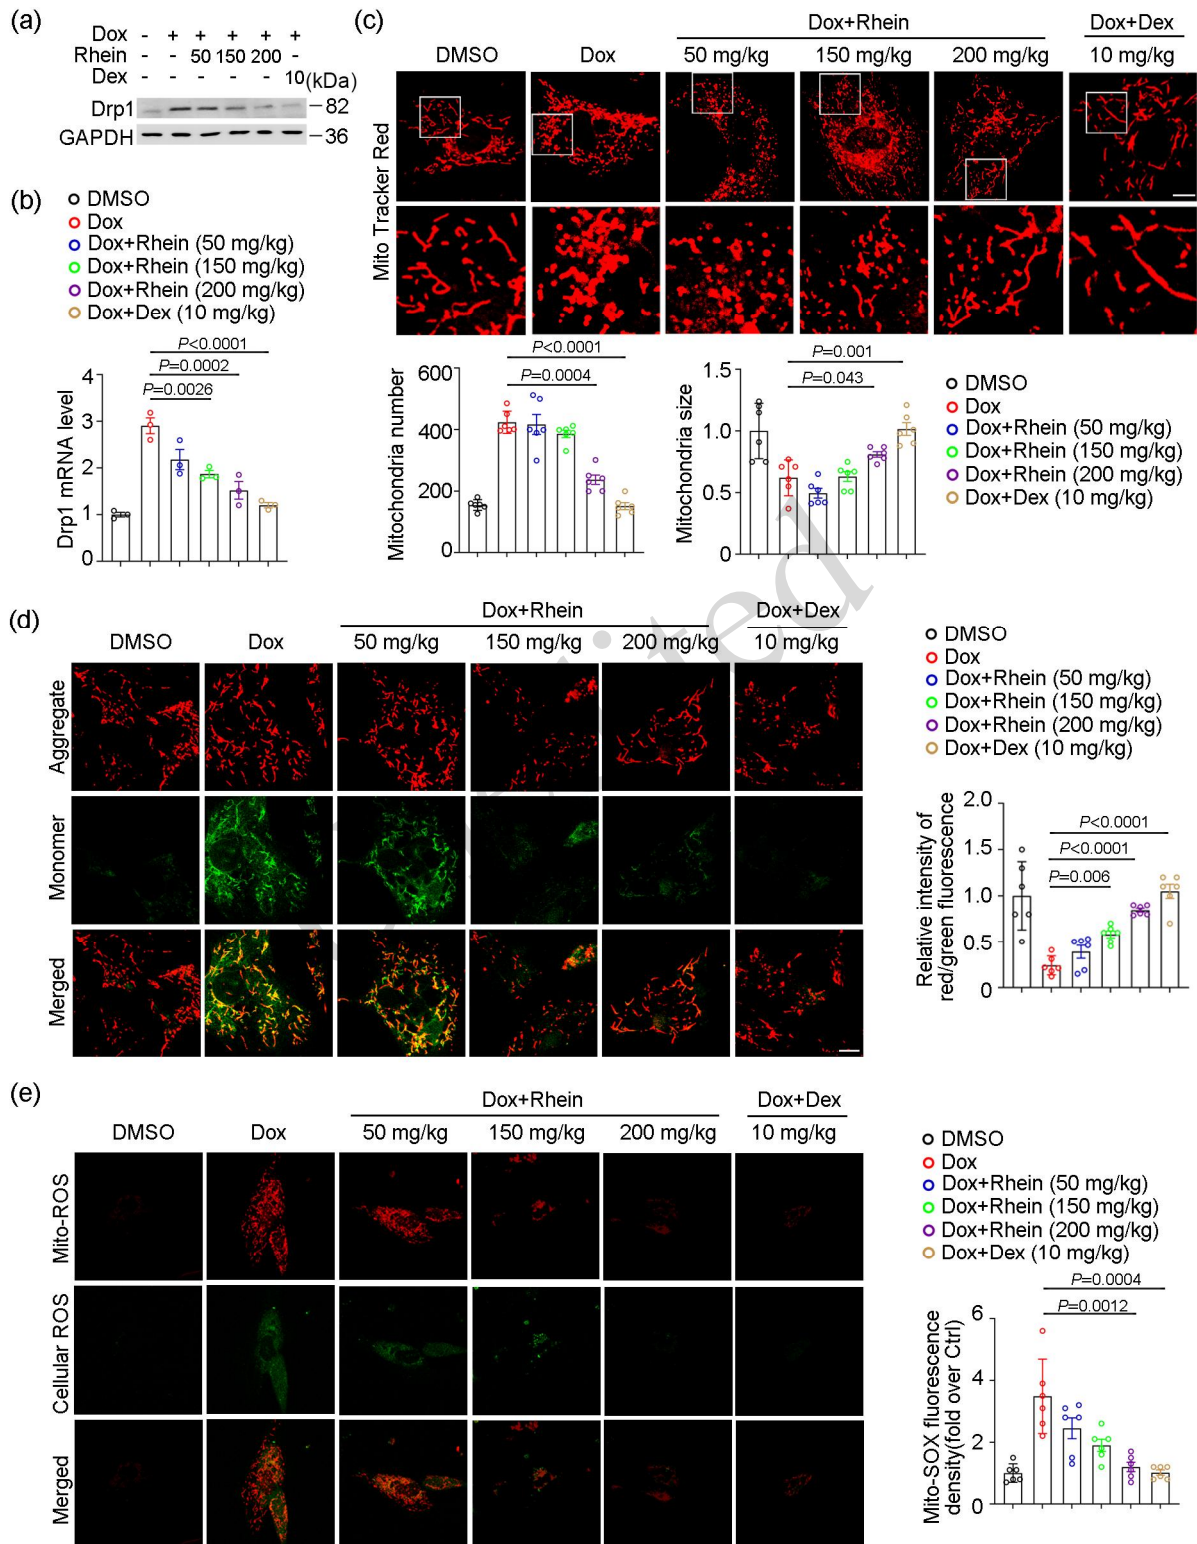 (a)
Dox - + + + + +
Rhein - - 50 150 200 -
Dex - - - - - 10 (kDa)
Drp1 82
GAPDH 36
(b)
DMSO
Dox
Dox+Rhein (50 mg/kg)
Dox+Rhein (150 mg/kg)
Dox+Rhein (200 mg/kg)
Dox+Dex (10 mg/kg)
P<0.0001
P=0.0002
P=0.0026
Drp1 mRNA level
4
3
2
1
0
(c)
Dox+Rhein Dox+Dex
DMSO Dox 50 mg/kg 150 mg/kg 200 mg/kg 10 mg/kg
Mito Tracker Red
P<0.0001
P=0.0004
Mitochondria number
600
400
200
0
P=0.001
P=0.043
Mitochondria size
1.5
1.0
0.5
0
DMSO
Dox
Dox+Rhein (50 mg/kg)
Dox+Rhein (150 mg/kg)
Dox+Rhein (200 mg/kg)
Dox+Dex (10 mg/kg)
(d)
Dox+Rhein Dox+Dex
DMSO Dox 50 mg/kg 150 mg/kg 200 mg/kg 10 mg/kg
Aggregate
Monomer
Merged
DMSO
Dox
Dox+Rhein (50 mg/kg)
Dox+Rhein (150 mg/kg)
Dox+Rhein (200 mg/kg)
Dox+Dex (10 mg/kg)
P<0.0001
P<0.0001
P=0.006
Relative intensity of
red/green fluorescence
2.0
1.5
1.0
0.5
0
(e)
Dox+Rhein Dox+Dex
DMSO Dox 50 mg/kg 150 mg/kg 200 mg/kg 10 mg/kg
Mito-ROS
Cellular ROS
Merged
DMSO
Dox
Dox+Rhein (50 mg/kg)
Dox+Rhein (150 mg/kg)
Dox+Rhein (200 mg/kg)
Dox+Dex (10 mg/kg)
P=0.0004
P=0.0012
Mito-SOX fluorescence
density(fold over Ctrl)
6
4
2
0